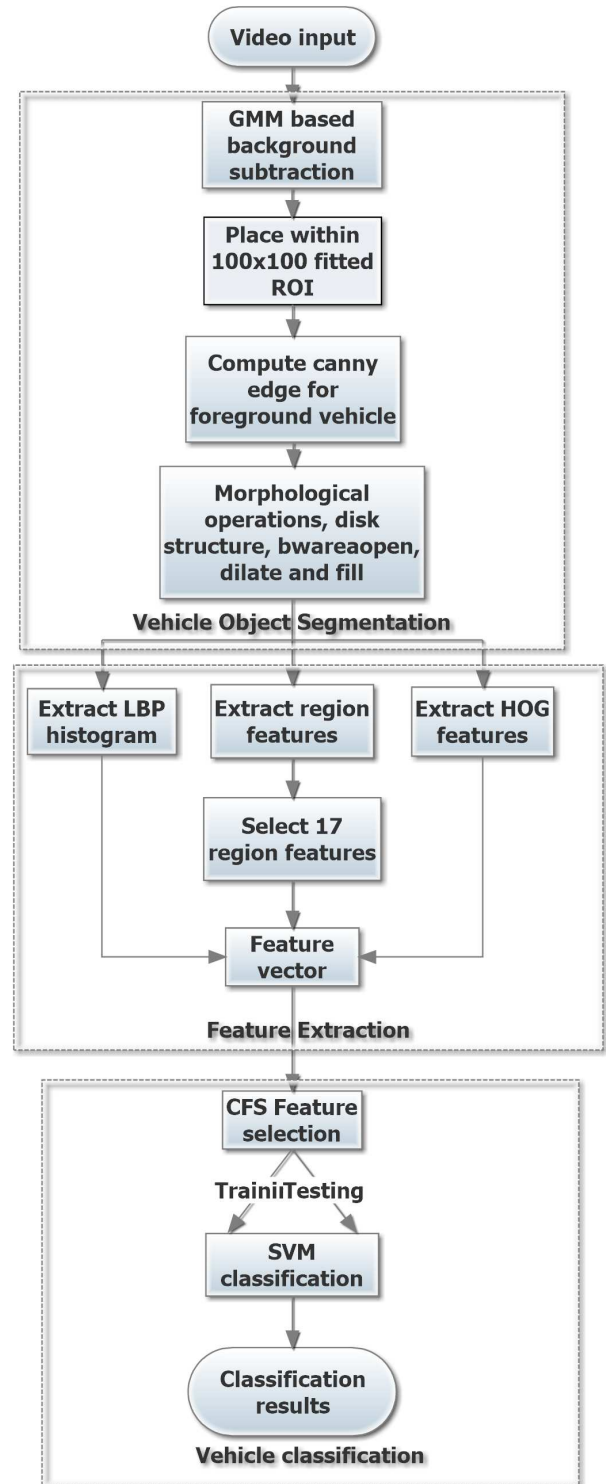 Video input
GMM based
background
subtraction
Place within
100x100 fitted
ROI
Compute canny
edge for
foreground vehicle
Morphological
operations, disk
structure, bwareaopen,
dilate and fill
Vehicle Object Segmentation
Extract LBP
histogram
Extract region
features
Extract HOG
features
Select 17
region features
Feature
vector
Feature Extraction
CFS Feature
selection
Testing
SVM
classification
Classification
results
Vehicle classification